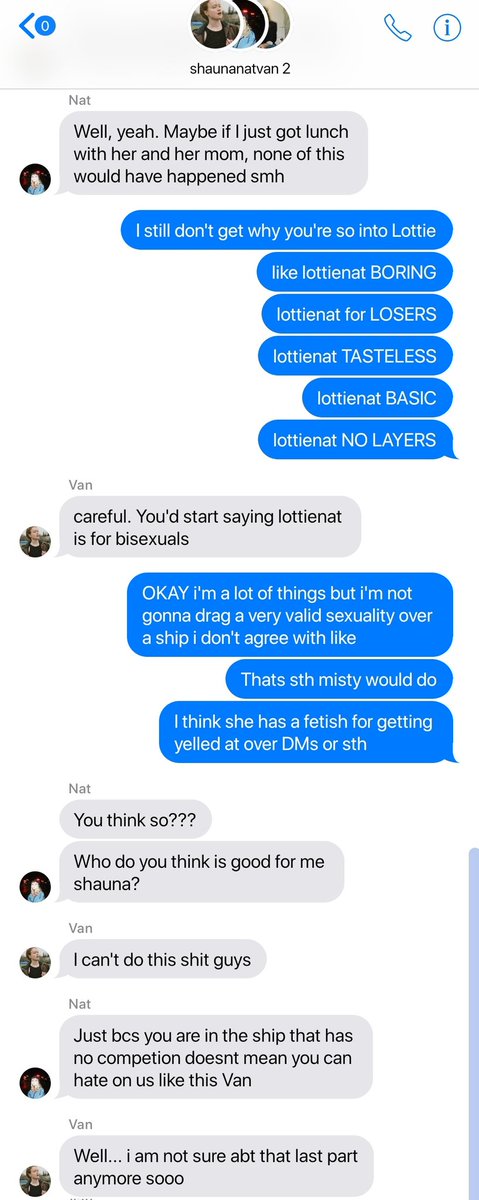 0
shaunanatvan 2
Nat
Well, yeah. Maybe if I just got lunch
with her and her mom, none of this
would have happened smh
I still don't get why you're so into Lottie
like lottienat BORING
lottienat for LOSERS
lottienat TASTELESS
lottienat BASIC
lottienat NO LAYERS
Van
careful. You'd start saying lottienat
is for bisexuals
OKAY i'm a lot of things but i'm not
gonna drag a very valid sexuality over
a ship i don't agree with like
Thats sth misty would do
I think she has a fetish for getting
yelled at over DMs or sth
Nat
You think so???
Who do you think is good for me
shauna?
Van
I can't do this shit guys
Nat
Just bcs you are in the ship that has
no competion doesnt mean you can
hate on us like this Van
Van
Well... i am not sure abt that last part
anymore sooo